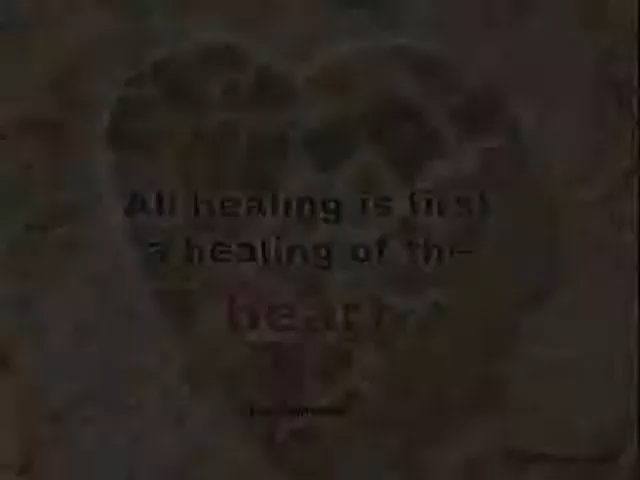 All healing is first
a healing of the
heart